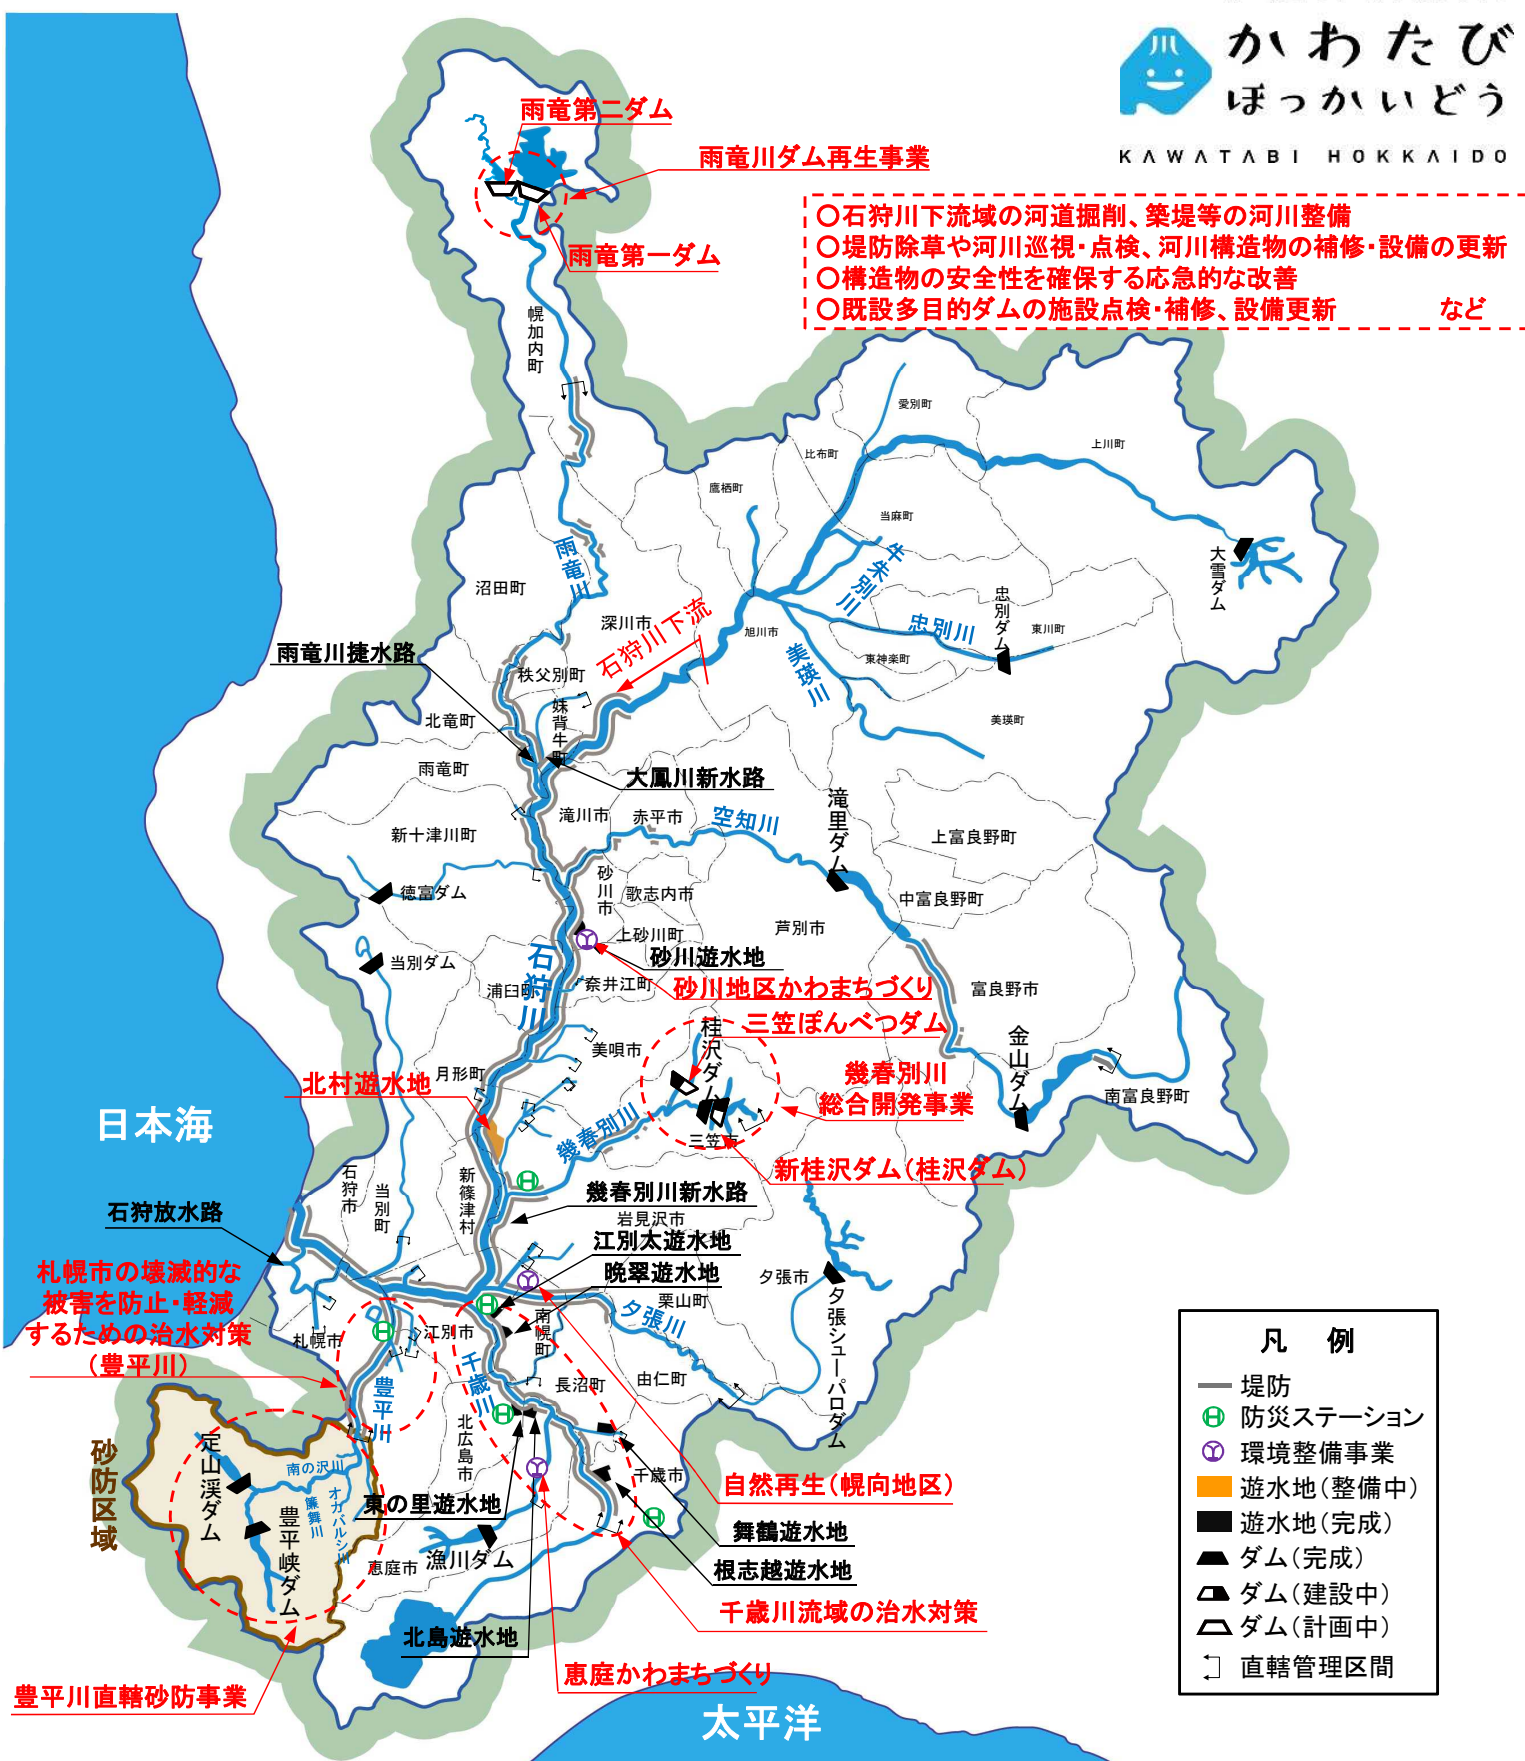 かわたび
ほっかいどう
KAWATABI HOKKAIDO
○石狩川下流域の河道掘削、築堤等の河川整備
○堤防除草や河川巡視・点検、河川構造物の補修・設備の更新
○構造物の安全性を確保する応急的な改善
○既設多目的ダムの施設点検・補修、設備更新 など
雨竜第二ダム
雨竜川ダム再生事業
雨竜第一ダム
幌加内町
愛別町
上川町
比布町
鷹栖町
当麻町
牛朱別川
大雪ダム
雨竜川
沼田町
深川市
石狩川下流
旭川市
忠別川
忠別ダム
東川町
東神楽町
美瑛川
美瑛町
雨竜川捷水路
秩父別町
妹背牛町
北竜町
雨竜町
大鳳川新水路
滝川市
赤平市
空知川
滝里ダム
上富良野町
新十津川町
徳富ダム
砂川市
歌志内市
中富良野町
芦別市
上砂川町
当別ダム
石狩川
砂川遊水地
浦臼町
奈井江町
砂川地区かわまちづくり
富良野市
三笠ぽんべつダム
桂沢ダム
金山ダム
美唄市
月形町
北村遊水地
幾春別川
総合開発事業
南富良野町
日本海
幾春別川
三笠市
新桂沢ダム(桂沢ダム)
石狩市
当別町
新篠津村
石狩放水路
幾春別川新水路
岩見沢市
江別太遊水地
晩翠遊水地
札幌市の壊滅的な
被害を防止・軽減
するための治水対策
(豊平川)
夕張市
栗山町
夕張川
夕張シューパロダム
札幌市
江別市
南幌町
千歳川
豊平川
長沼町
由仁町
北広島市
砂防区域
定山渓ダム
南の沢川
オカバルシ川
簾舞川
豊平峡ダム
千歳市
自然再生(幌向地区)
東の里遊水地
舞鶴遊水地
根志越遊水地
恵庭市
漁川ダム
千歳川流域の治水対策
北島遊水地
恵庭かわまちづくり
豊平川直轄砂防事業
太平洋
凡 例
堤防
防災ステーション
環境整備事業
遊水地(整備中)
遊水地(完成)
ダム(完成)
ダム(建設中)
ダム(計画中)
直轄管理区間